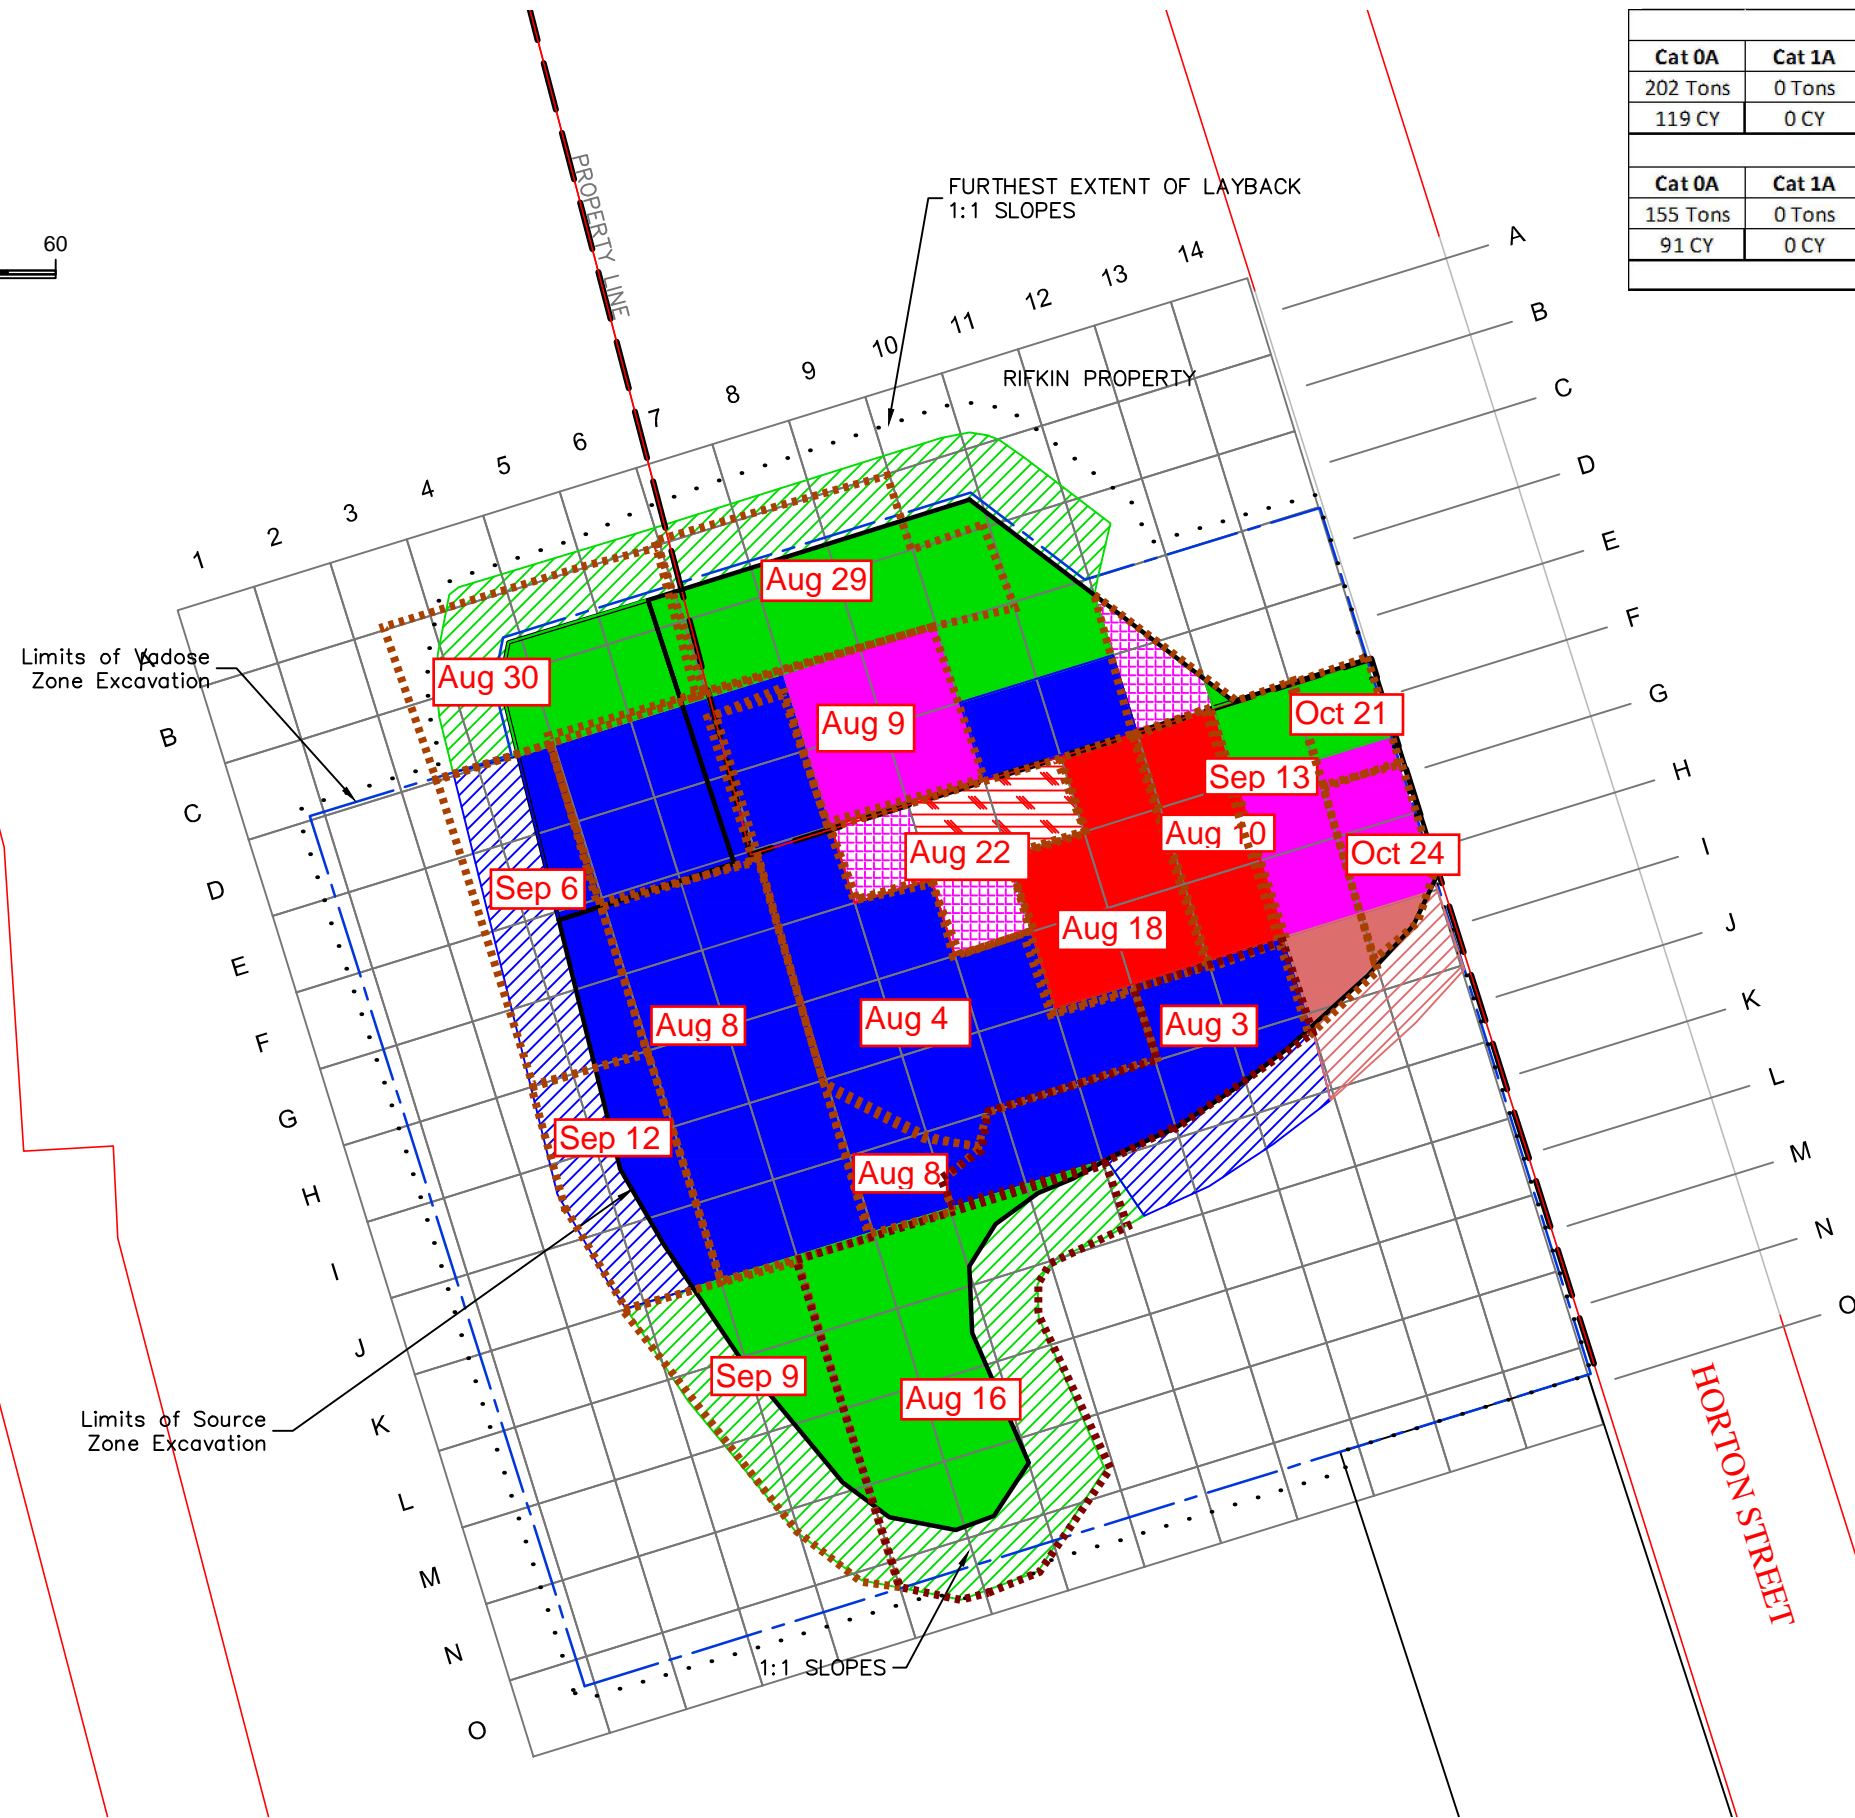 Cat 0A Cat 1A
202 Tons 0 Tons
119 CY 0 CY
Cat 0A Cat 1A
155 Tons 0 Tons
91 CY 0 CY
60
PROPERTY LINE
FURTHEST EXTENT OF LAYBACK
1:1 SLOPES
RIFKIN PROPERTY
1 2 3 4 5 6 7 8 9 10 11 12 13 14
A
B
C
D
E
F
G
H
I
J
K
L
M
N
O
Limits of Vadose
Zone Excavation
A
B
C
D
E
F
G
H
I
J
K
L
M
N
O
Aug 29
Aug 30
Aug 9
Oct 21
Sep 13
Aug 10
Aug 22
Oct 24
Sep 6
Aug 18
Aug 8
Aug 4
Aug 3
Sep 12
Aug 8
Sep 9
Aug 16
Limits of Source
Zone Excavation
1:1 SLOPES
HORTON STREET